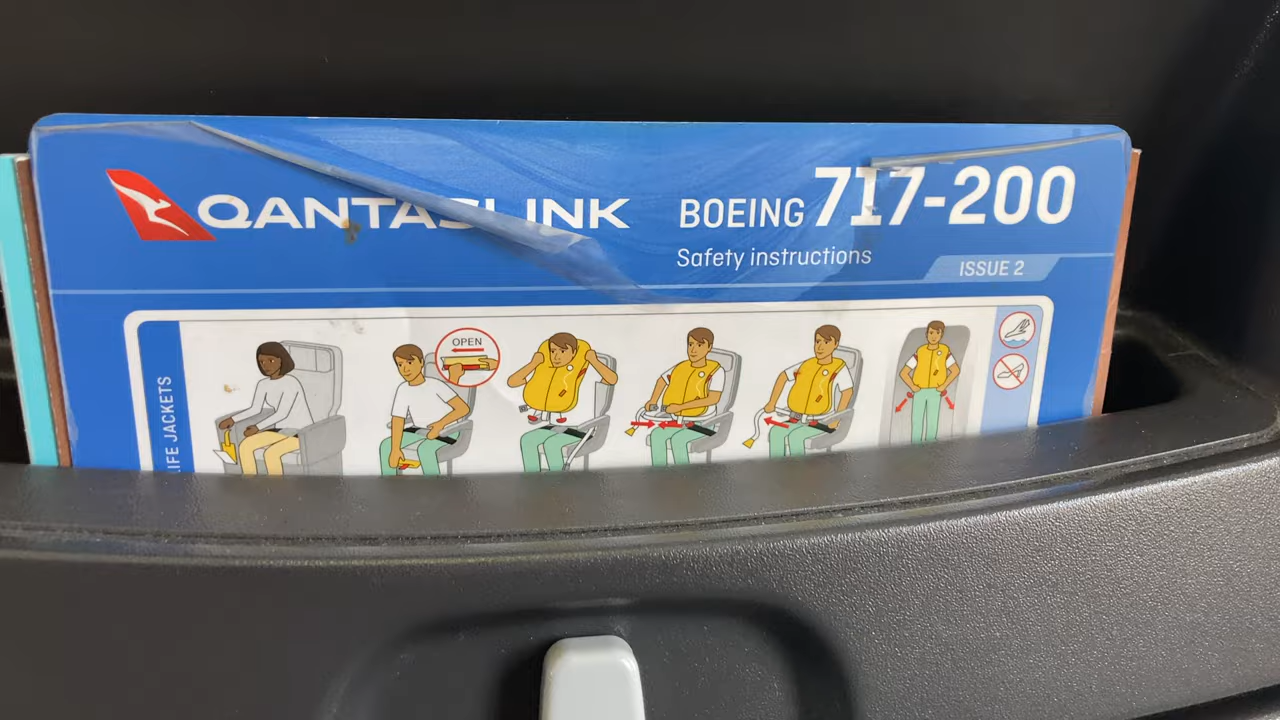 QANTASLINK
BOEING 717-200
Safety instructions
ISSUE 2
OPEN
LIFE JACKETS